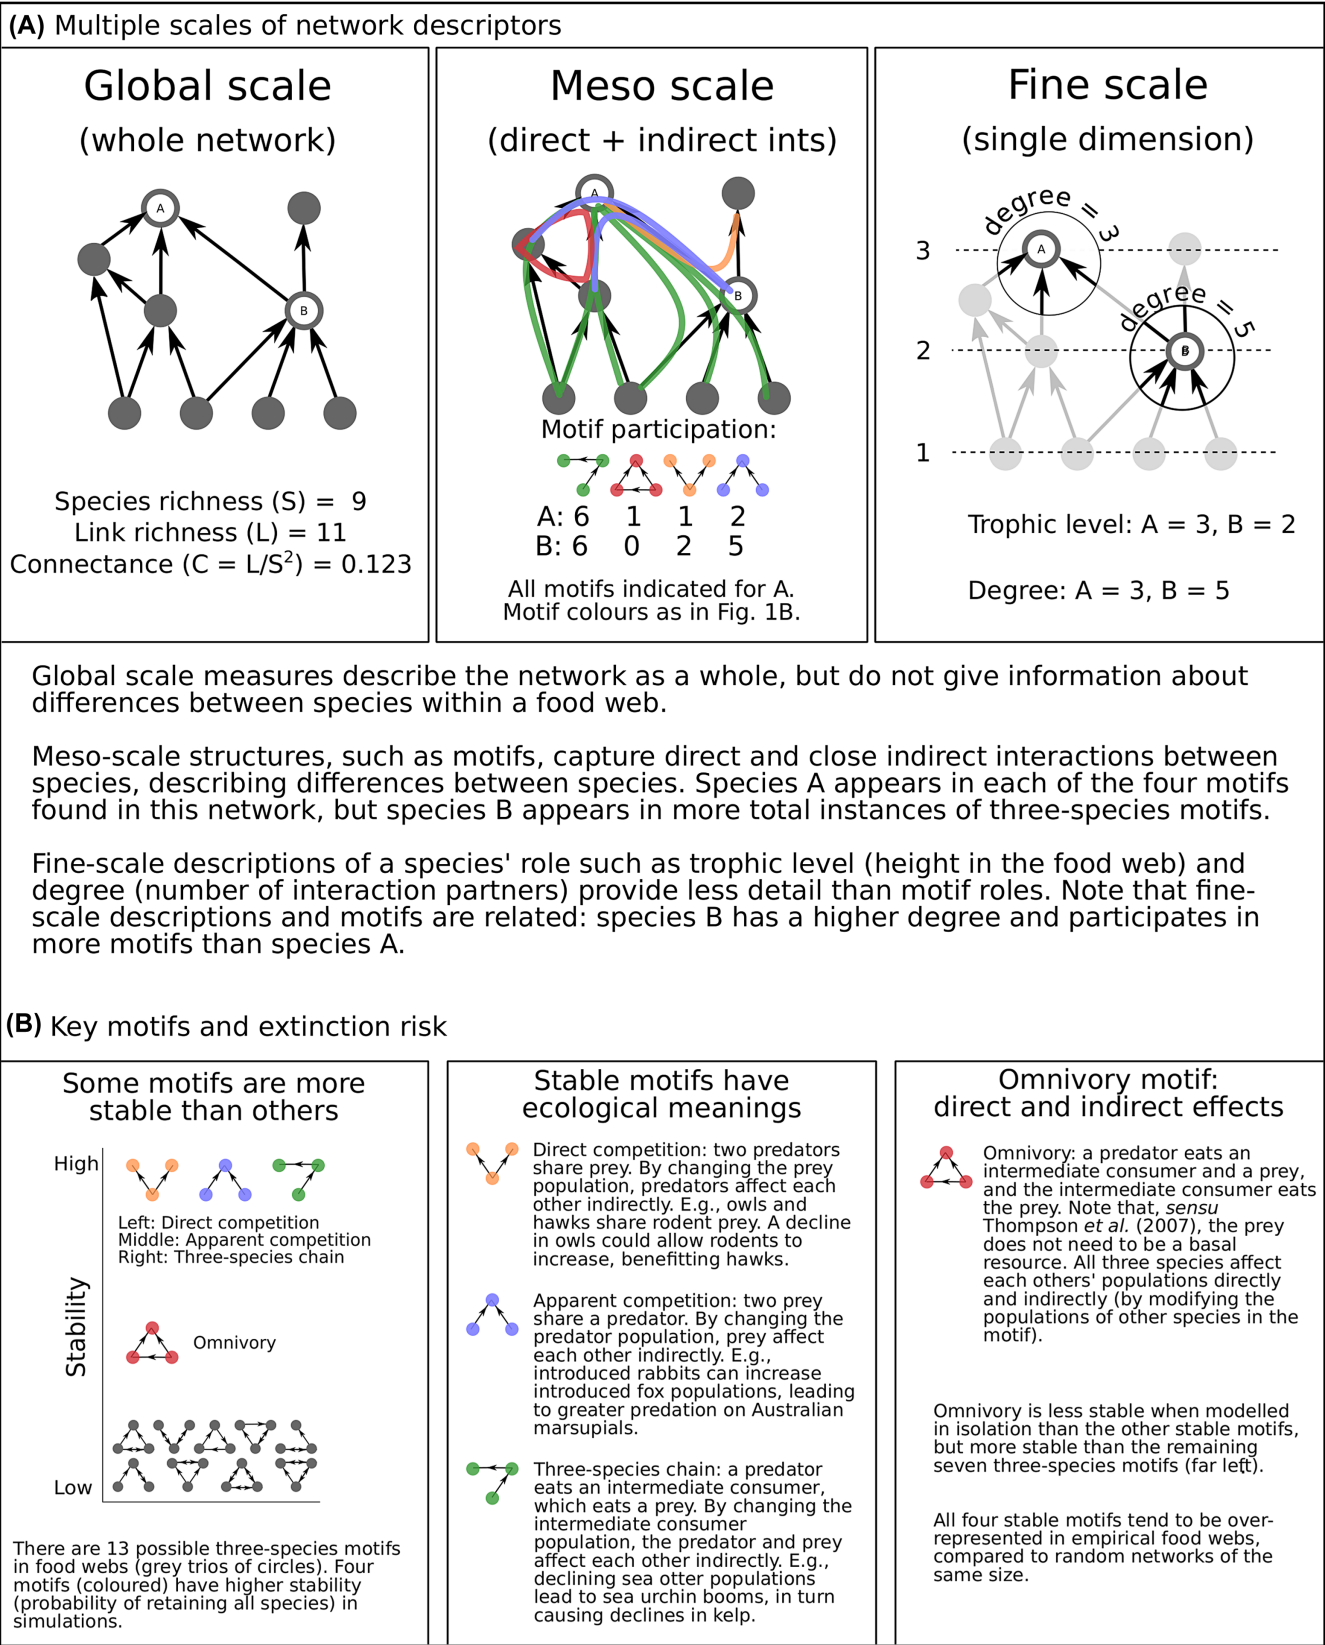 (A) Multiple scales of network descriptors
Global scale
(whole network)
A
B
Species richness (S) = 9
Link richness (L) = 11
Connectance (C = L/S²) = 0.123
Meso scale
(direct + indirect ints)
A
B
Motif participation:
A: 6 1 1 2
B: 6 0 2 5
All motifs indicated for A.
Motif colours as in Fig. 1B.
Fine scale
(single dimension)
degree = 3
3
A
degree = 5
2
B
1
Trophic level: A = 3, B = 2
Degree: A = 3, B = 5
Global scale measures describe the network as a whole, but do not give information about
differences between species within a food web.
Meso-scale structures, such as motifs, capture direct and close indirect interactions between
species, describing differences between species. Species A appears in each of the four motifs
found in this network, but species B appears in more total instances of three-species motifs.
Fine-scale descriptions of a species' role such as trophic level (height in the food web) and
degree (number of interaction partners) provide less detail than motif roles. Note that fine-
scale descriptions and motifs are related: species B has a higher degree and participates in
more motifs than species A.
(B) Key motifs and extinction risk
Some motifs are more
stable than others
High
Left: Direct competition
Middle: Apparent competition
Right: Three-species chain
Stability
Omnivory
Low
There are 13 possible three-species motifs
in food webs (grey trios of circles). Four
motifs (coloured) have higher stability
(probability of retaining all species) in
simulations.
Stable motifs have
ecological meanings
Direct competition: two predators
share prey. By changing the prey
population, predators affect each
other indirectly. E.g., owls and
hawks share rodent prey. A decline
in owls could allow rodents to
increase, benefitting hawks.
Apparent competition: two prey
share a predator. By changing the
predator population, prey affect
each other indirectly. E.g.,
introduced rabbits can increase
introduced fox populations, leading
to greater predation on Australian
marsupials.
Three-species chain: a predator
eats an intermediate consumer,
which eats a prey. By changing the
intermediate consumer
population, the predator and prey
affect each other indirectly. E.g.,
declining sea otter populations
lead to sea urchin booms, in turn
causing declines in kelp.
Omnivory motif:
direct and indirect effects
Omnivory: a predator eats an
intermediate consumer and a prey,
and the intermediate consumer eats
the prey. Note that, sensu
Thompson et al. (2007), the prey
does not need to be a basal
resource. All three species affect
each others' populations directly
and indirectly (by modifying the
populations of other species in the
motif).
Omnivory is less stable when modelled
in isolation than the other stable motifs,
but more stable than the remaining
seven three-species motifs (far left).
All four stable motifs tend to be over-
represented in empirical food webs,
compared to random networks of the
same size.